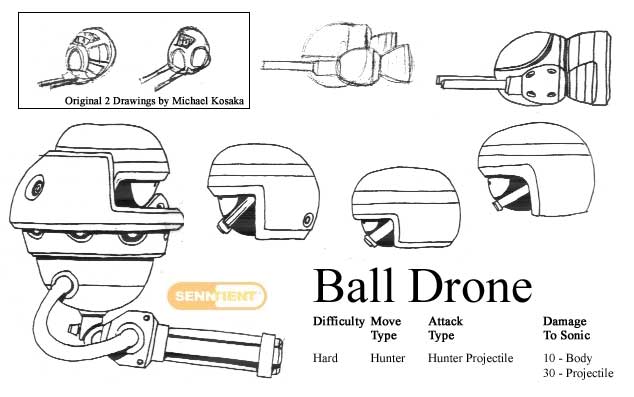 Original 2 Drawings by Michael Kosaka
SENNTIENT
Ball Drone
Difficulty Move Type Attack Type Damage To Sonic
Hard Hunter Hunter Projectile 10 - Body
30 - Projectile